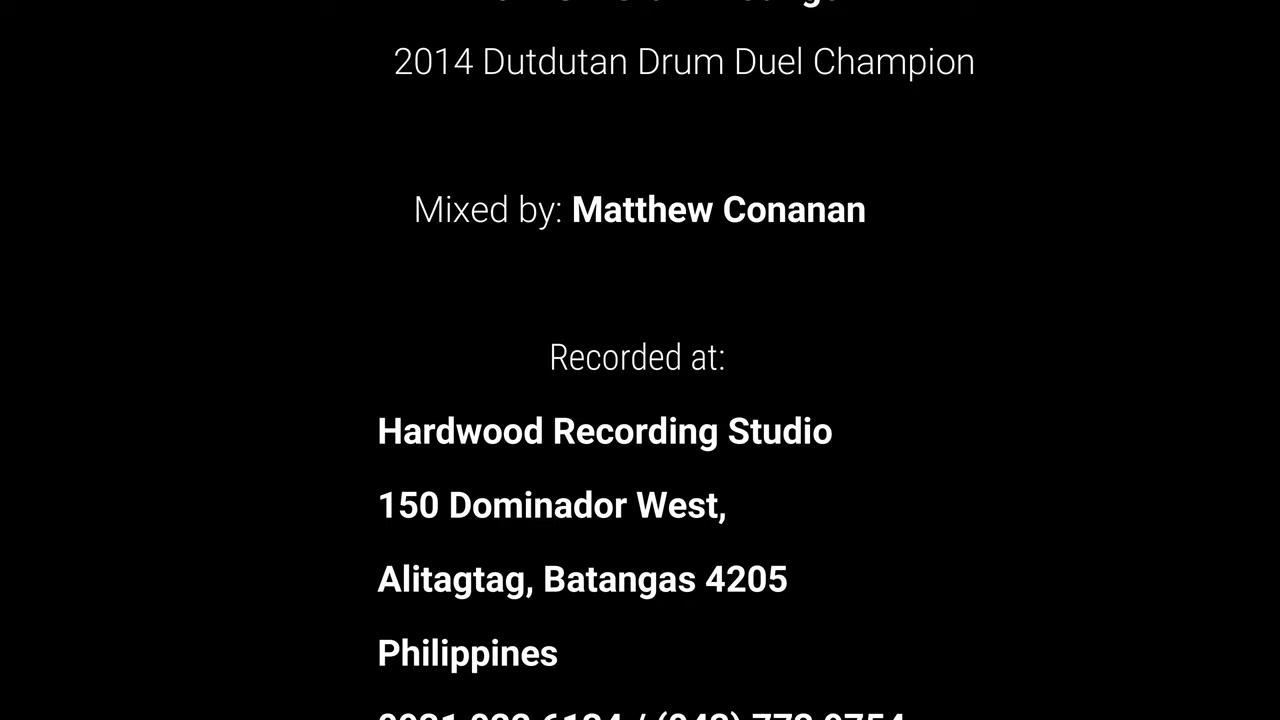 2014 Dutdutan Drum Duel Champion
Mixed by: Matthew Conanan
Recorded at:
Hardwood Recording Studio
150 Dominador West,
Alitagtag, Batangas 4205
Philippines